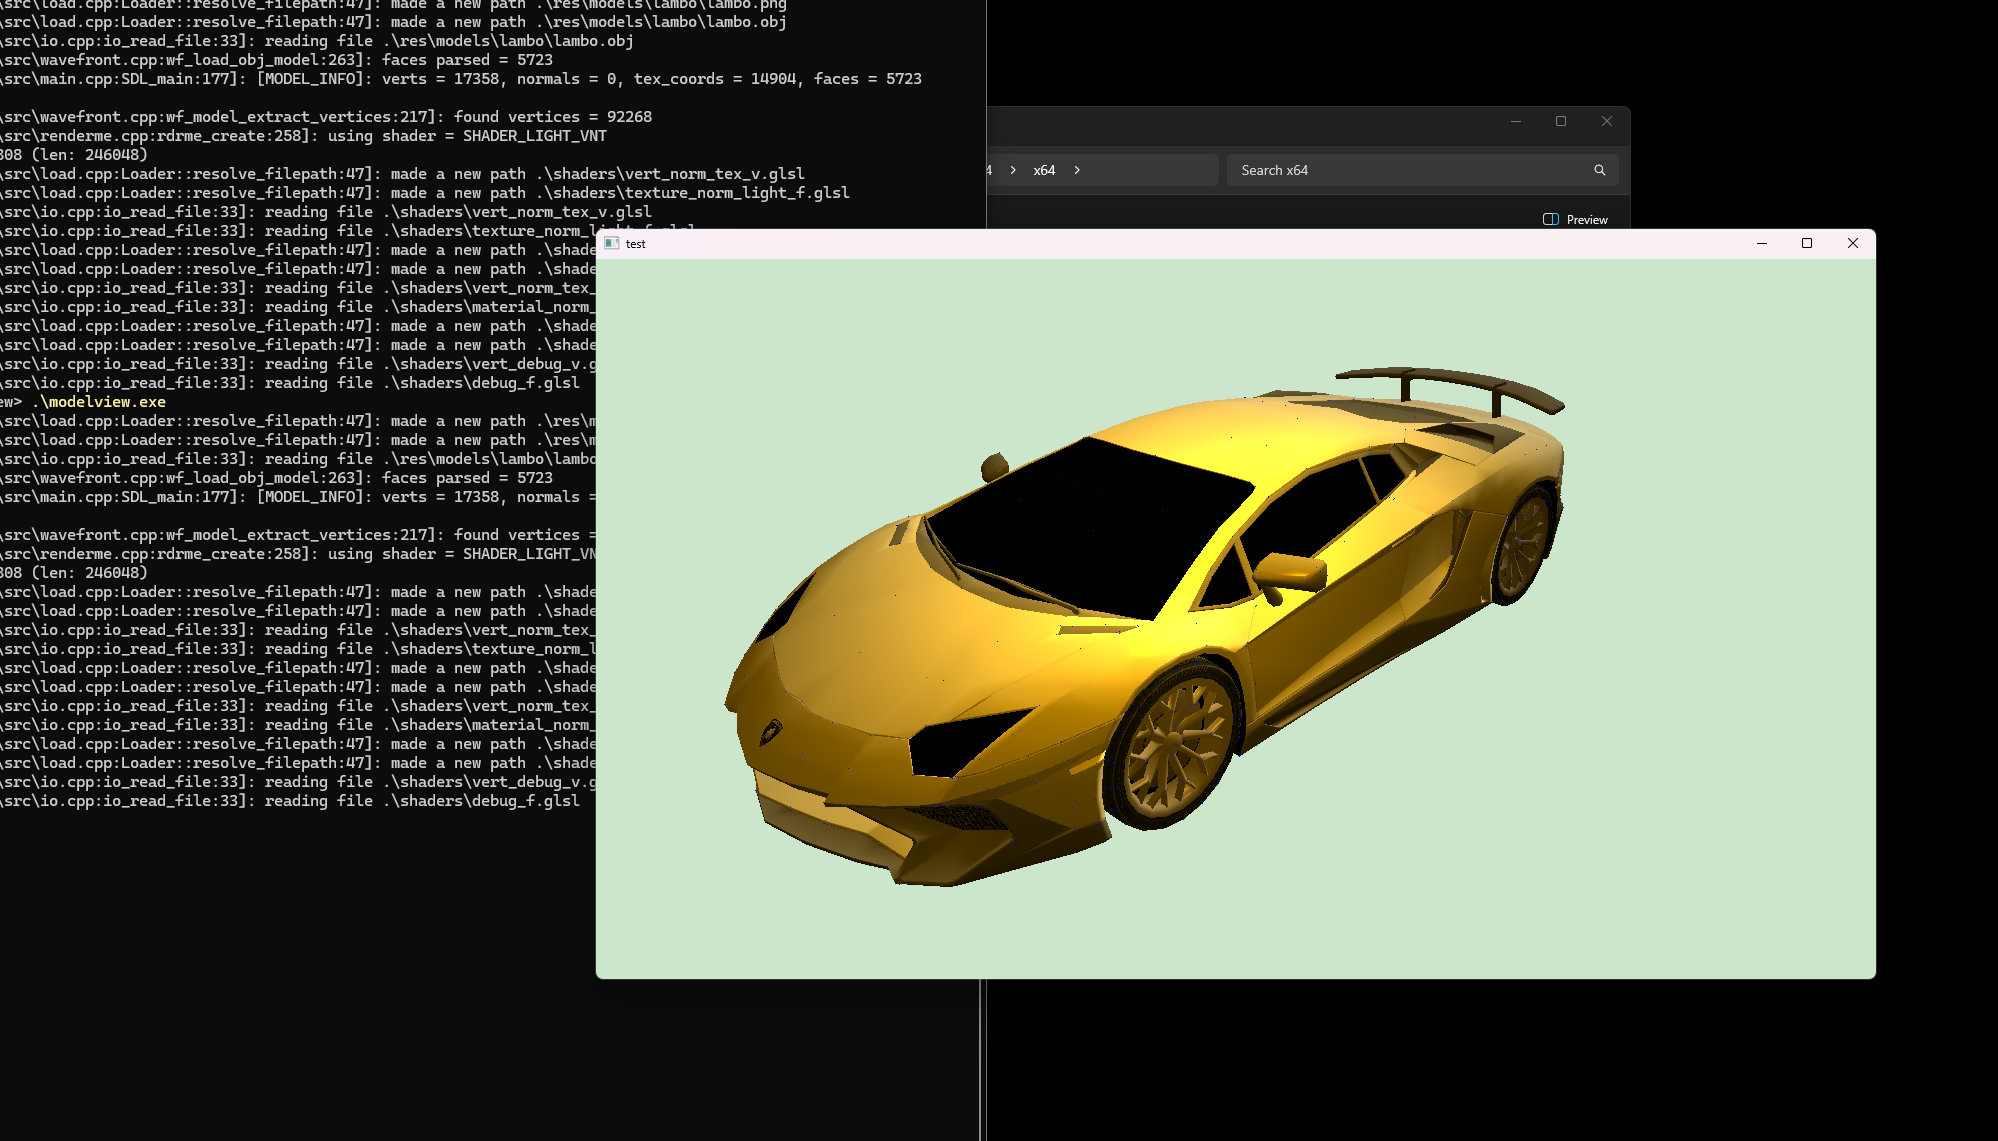 \src\load.cpp:Loader::resolve_filepath:47]: made a new path .\res\models\lambo\lambo.png
\src\load.cpp:Loader::resolve_filepath:47]: made a new path .\res\models\lambo\lambo.obj
\src\io.cpp:io_read_file:33]: reading file .\res\models\lambo\lambo.obj
\src\wavefront.cpp:wf_load_obj_model:263]: faces parsed = 5723
\src\main.cpp:SDL_main:177]: [MODEL_INFO]: verts = 17358, normals = 0, tex_coords = 14904, faces = 5723
\src\wavefront.cpp:wf_model_extract_vertices:217]: found vertices = 92268
\src\renderme.cpp:rdrme_create:258]: using shader = SHADER_LIGHT_VNT
808 (len: 246048)
\src\load.cpp:Loader::resolve_filepath:47]: made a new path .\shaders\vert_norm_tex_v.glsl
\src\load.cpp:Loader::resolve_filepath:47]: made a new path .\shaders\texture_norm_light_f.glsl
\src\io.cpp:io_read_file:33]: reading file .\shaders\vert_norm_tex_v.glsl
\src\io.cpp:io_read_file:33]: reading file .\shaders\texture_norm_light_f.glsl
\src\load.cpp:Loader::resolve_filepath:47]: made a new path .\shade
\src\load.cpp:Loader::resolve_filepath:47]: made a new path .\shade
\src\io.cpp:io_read_file:33]: reading file .\shaders\vert_norm_tex_
\src\io.cpp:io_read_file:33]: reading file .\shaders\material_norm_
\src\load.cpp:Loader::resolve_filepath:47]: made a new path .\shade
\src\load.cpp:Loader::resolve_filepath:47]: made a new path .\shade
\src\io.cpp:io_read_file:33]: reading file .\shaders\vert_debug_v.g
\src\io.cpp:io_read_file:33]: reading file .\shaders\debug_f.glsl
ew> .\modelview.exe
\src\load.cpp:Loader::resolve_filepath:47]: made a new path .\res\m
\src\load.cpp:Loader::resolve_filepath:47]: made a new path .\res\m
\src\io.cpp:io_read_file:33]: reading file .\res\models\lambo\lambo
\src\wavefront.cpp:wf_load_obj_model:263]: faces parsed = 5723
\src\main.cpp:SDL_main:177]: [MODEL_INFO]: verts = 17358, normals =
\src\wavefront.cpp:wf_model_extract_vertices:217]: found vertices =
\src\renderme.cpp:rdrme_create:258]: using shader = SHADER_LIGHT_VN
808 (len: 246048)
\src\load.cpp:Loader::resolve_filepath:47]: made a new path .\shade
\src\load.cpp:Loader::resolve_filepath:47]: made a new path .\shade
\src\io.cpp:io_read_file:33]: reading file .\shaders\vert_norm_tex_
\src\io.cpp:io_read_file:33]: reading file .\shaders\texture_norm_l
\src\load.cpp:Loader::resolve_filepath:47]: made a new path .\shade
\src\load.cpp:Loader::resolve_filepath:47]: made a new path .\shade
\src\io.cpp:io_read_file:33]: reading file .\shaders\vert_norm_tex_
\src\io.cpp:io_read_file:33]: reading file .\shaders\material_norm_
\src\load.cpp:Loader::resolve_filepath:47]: made a new path .\shade
\src\load.cpp:Loader::resolve_filepath:47]: made a new path .\shade
\src\io.cpp:io_read_file:33]: reading file .\shaders\vert_debug_v.g
\src\io.cpp:io_read_file:33]: reading file .\shaders\debug_f.glsl
4 > x64 >
Search x64
Preview
test